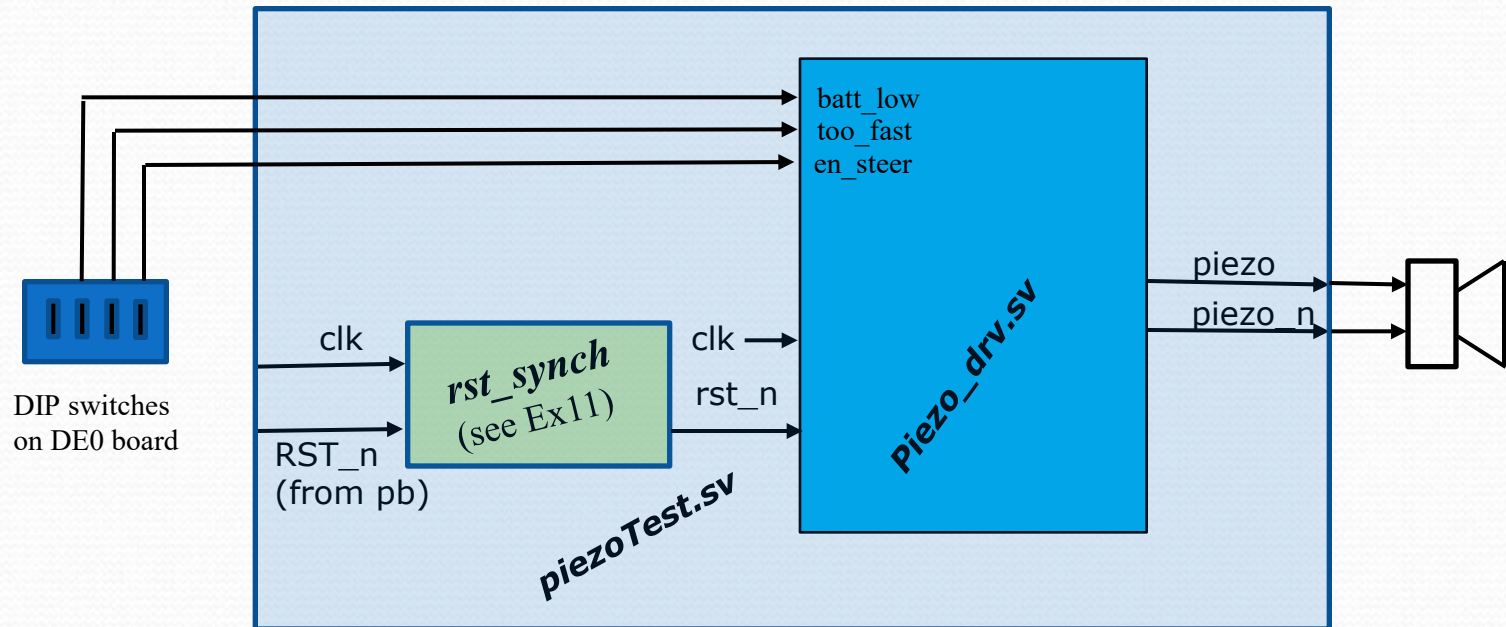 batt_low
too_fast
en_steer
piezo
piezo_n
Piezo_drv.sv
clk
rst_n
clk
rst_synch
(see Ex11)
RST_n
(from pb)
piezoTest.sv
DIP switches
on DE0 board